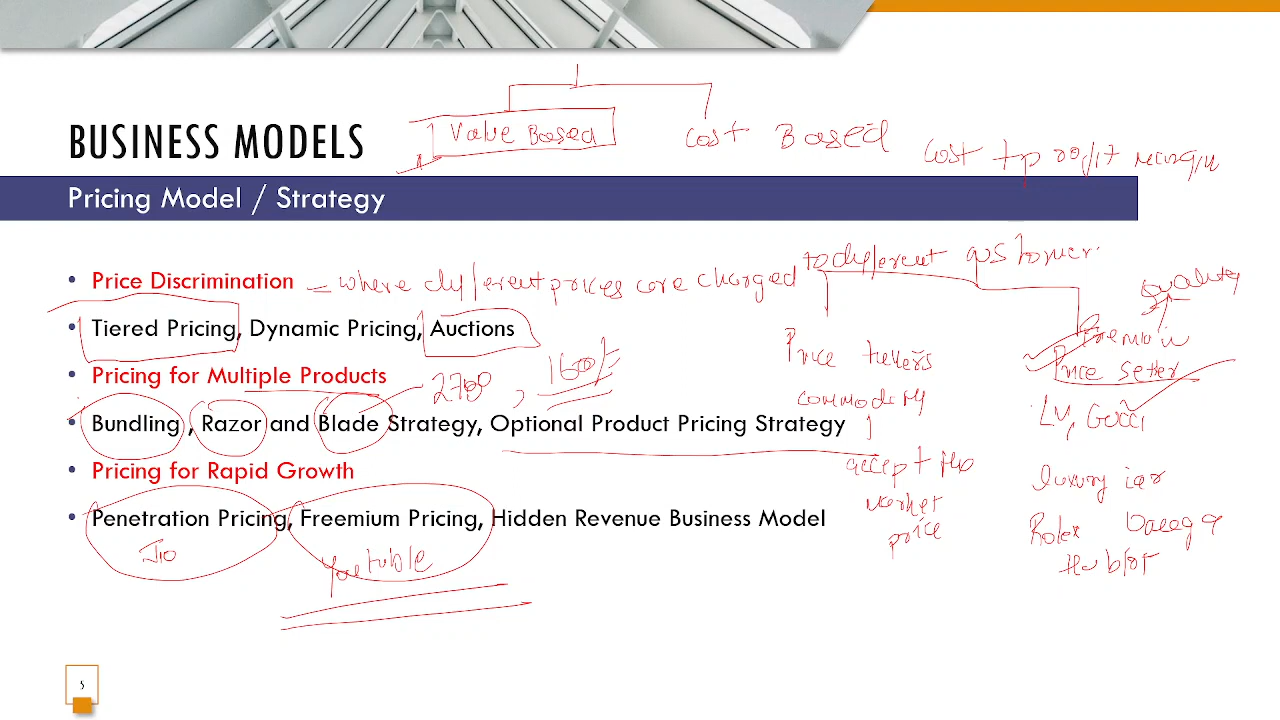 Value Based
Cost Based
BUSINESS MODELS
Cost + profit margin
Pricing Model / Strategy
to different customer
• Price Discrimination – where different prices are charged
quality
• Tiered Pricing, Dynamic Pricing, Auctions
Premium
Price takers
Price setter
• Pricing for Multiple Products
2700, 1600/-
commodity
LV, Gucci
• Bundling , Razor and Blade Strategy, Optional Product Pricing Strategy
• Pricing for Rapid Growth
accept the
luxury
market
• Penetration Pricing, Freemium Pricing, Hidden Revenue Business Model
price
Rolex
Jio
Youtuble
Hublot
5